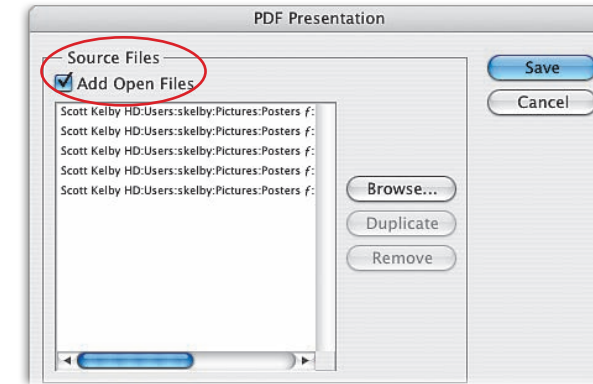 PDF Presentation
Source Files
Add Open Files
Scott Kelby HD:Users:skelby:Pictures:Posters ƒ:
Scott Kelby HD:Users:skelby:Pictures:Posters ƒ:
Scott Kelby HD:Users:skelby:Pictures:Posters ƒ:
Scott Kelby HD:Users:skelby:Pictures:Posters ƒ:
Scott Kelby HD:Users:skelby:Pictures:Posters ƒ:
Browse...
Duplicate
Remove
Save
Cancel